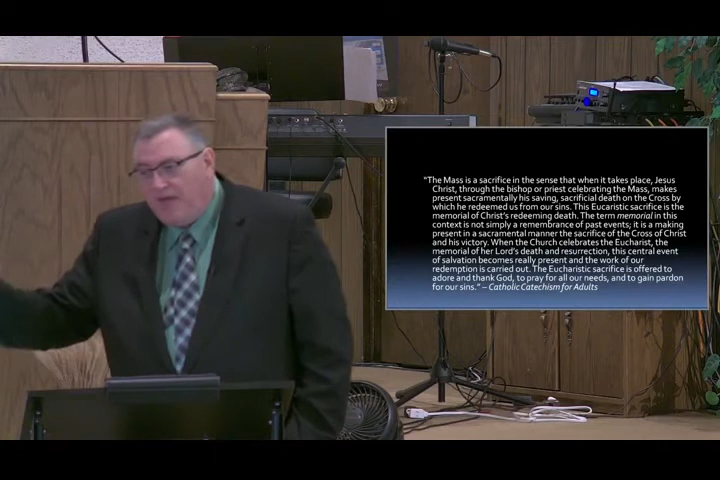 "The Mass is a sacrifice in the sense that when it takes place, Jesus
Christ, through the bishop or priest celebrating the Mass, makes
present sacramentally his saving, sacrificial death on the Cross by
which he redeemed us from our sins. This Eucharistic sacrifice is the
memorial of Christ's redeeming death. The term memorial in this
context is not simply a remembrance of past events; it is a making
present in a sacramental manner the sacrifice of the Cross of Christ
and his victory. When the Church celebrates the Eucharist, the
memorial of her Lord's death and resurrection, this central event
of salvation becomes really present and the work of our
redemption is carried out. The Eucharistic sacrifice is offered to
adore and thank God, to pray for all our needs, and to gain pardon
for our sins." – Catholic Catechism for Adults